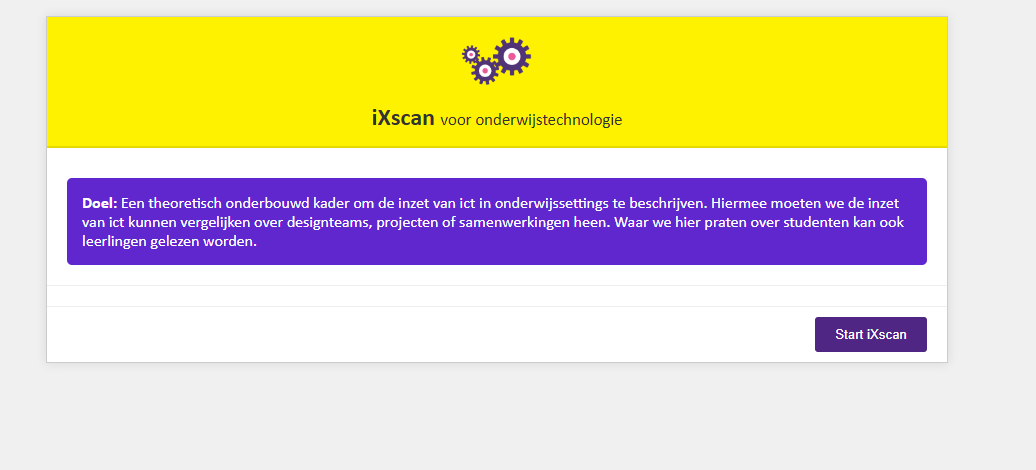 iXscan voor onderwijstechnologie
Doel: Een theoretisch onderbouwd kader om de inzet van ict in onderwijssettings te beschrijven. Hiermee moeten we de inzet
van ict kunnen vergelijken over designteams, projecten of samenwerkingen heen. Waar we hier praten over studenten kan ook
leerlingen gelezen worden.
Start iXscan